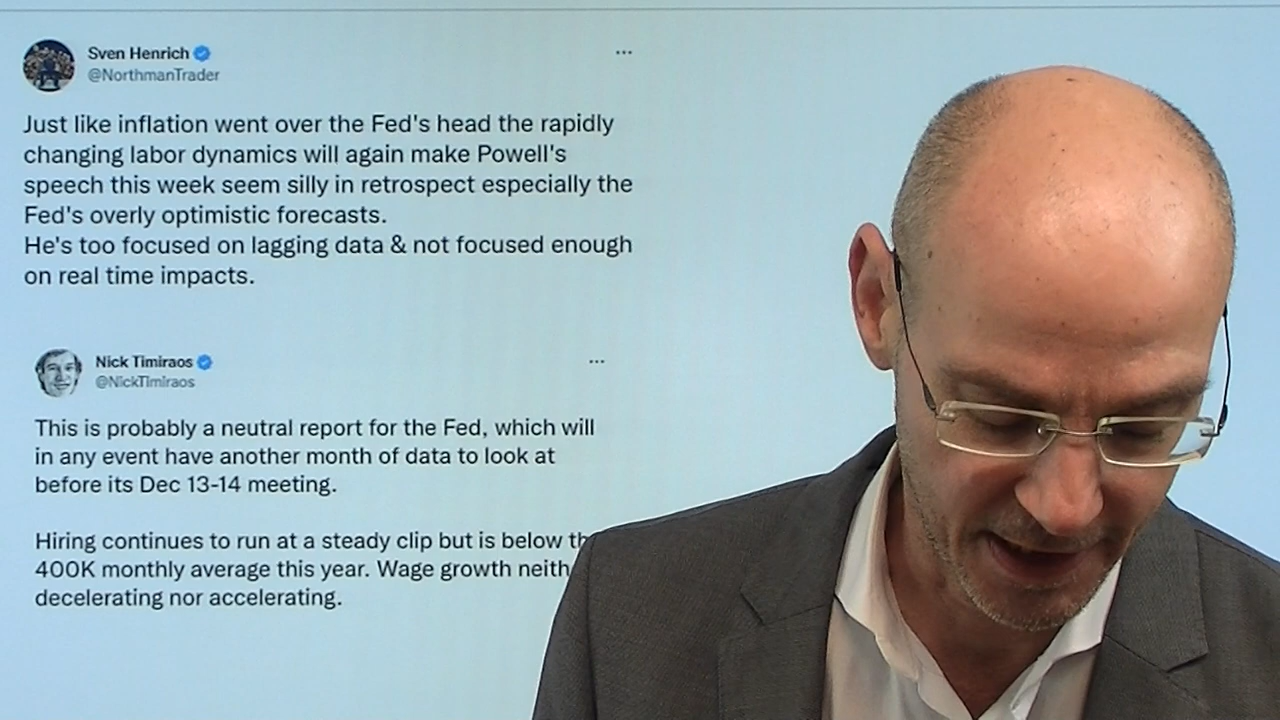 Sven Henrich
@NorthmanTrader
Just like inflation went over the Fed's head the rapidly
changing labor dynamics will again make Powell's
speech this week seem silly in retrospect especially the
Fed's overly optimistic forecasts.
He's too focused on lagging data & not focused enough
on real time impacts.
Nick Timiraos
@NickTimiraos
This is probably a neutral report for the Fed, which will
in any event have another month of data to look at
before its Dec 13-14 meeting.
Hiring continues to run at a steady clip but is below
400K monthly average this year. Wage growth
decelerating nor accelerating.